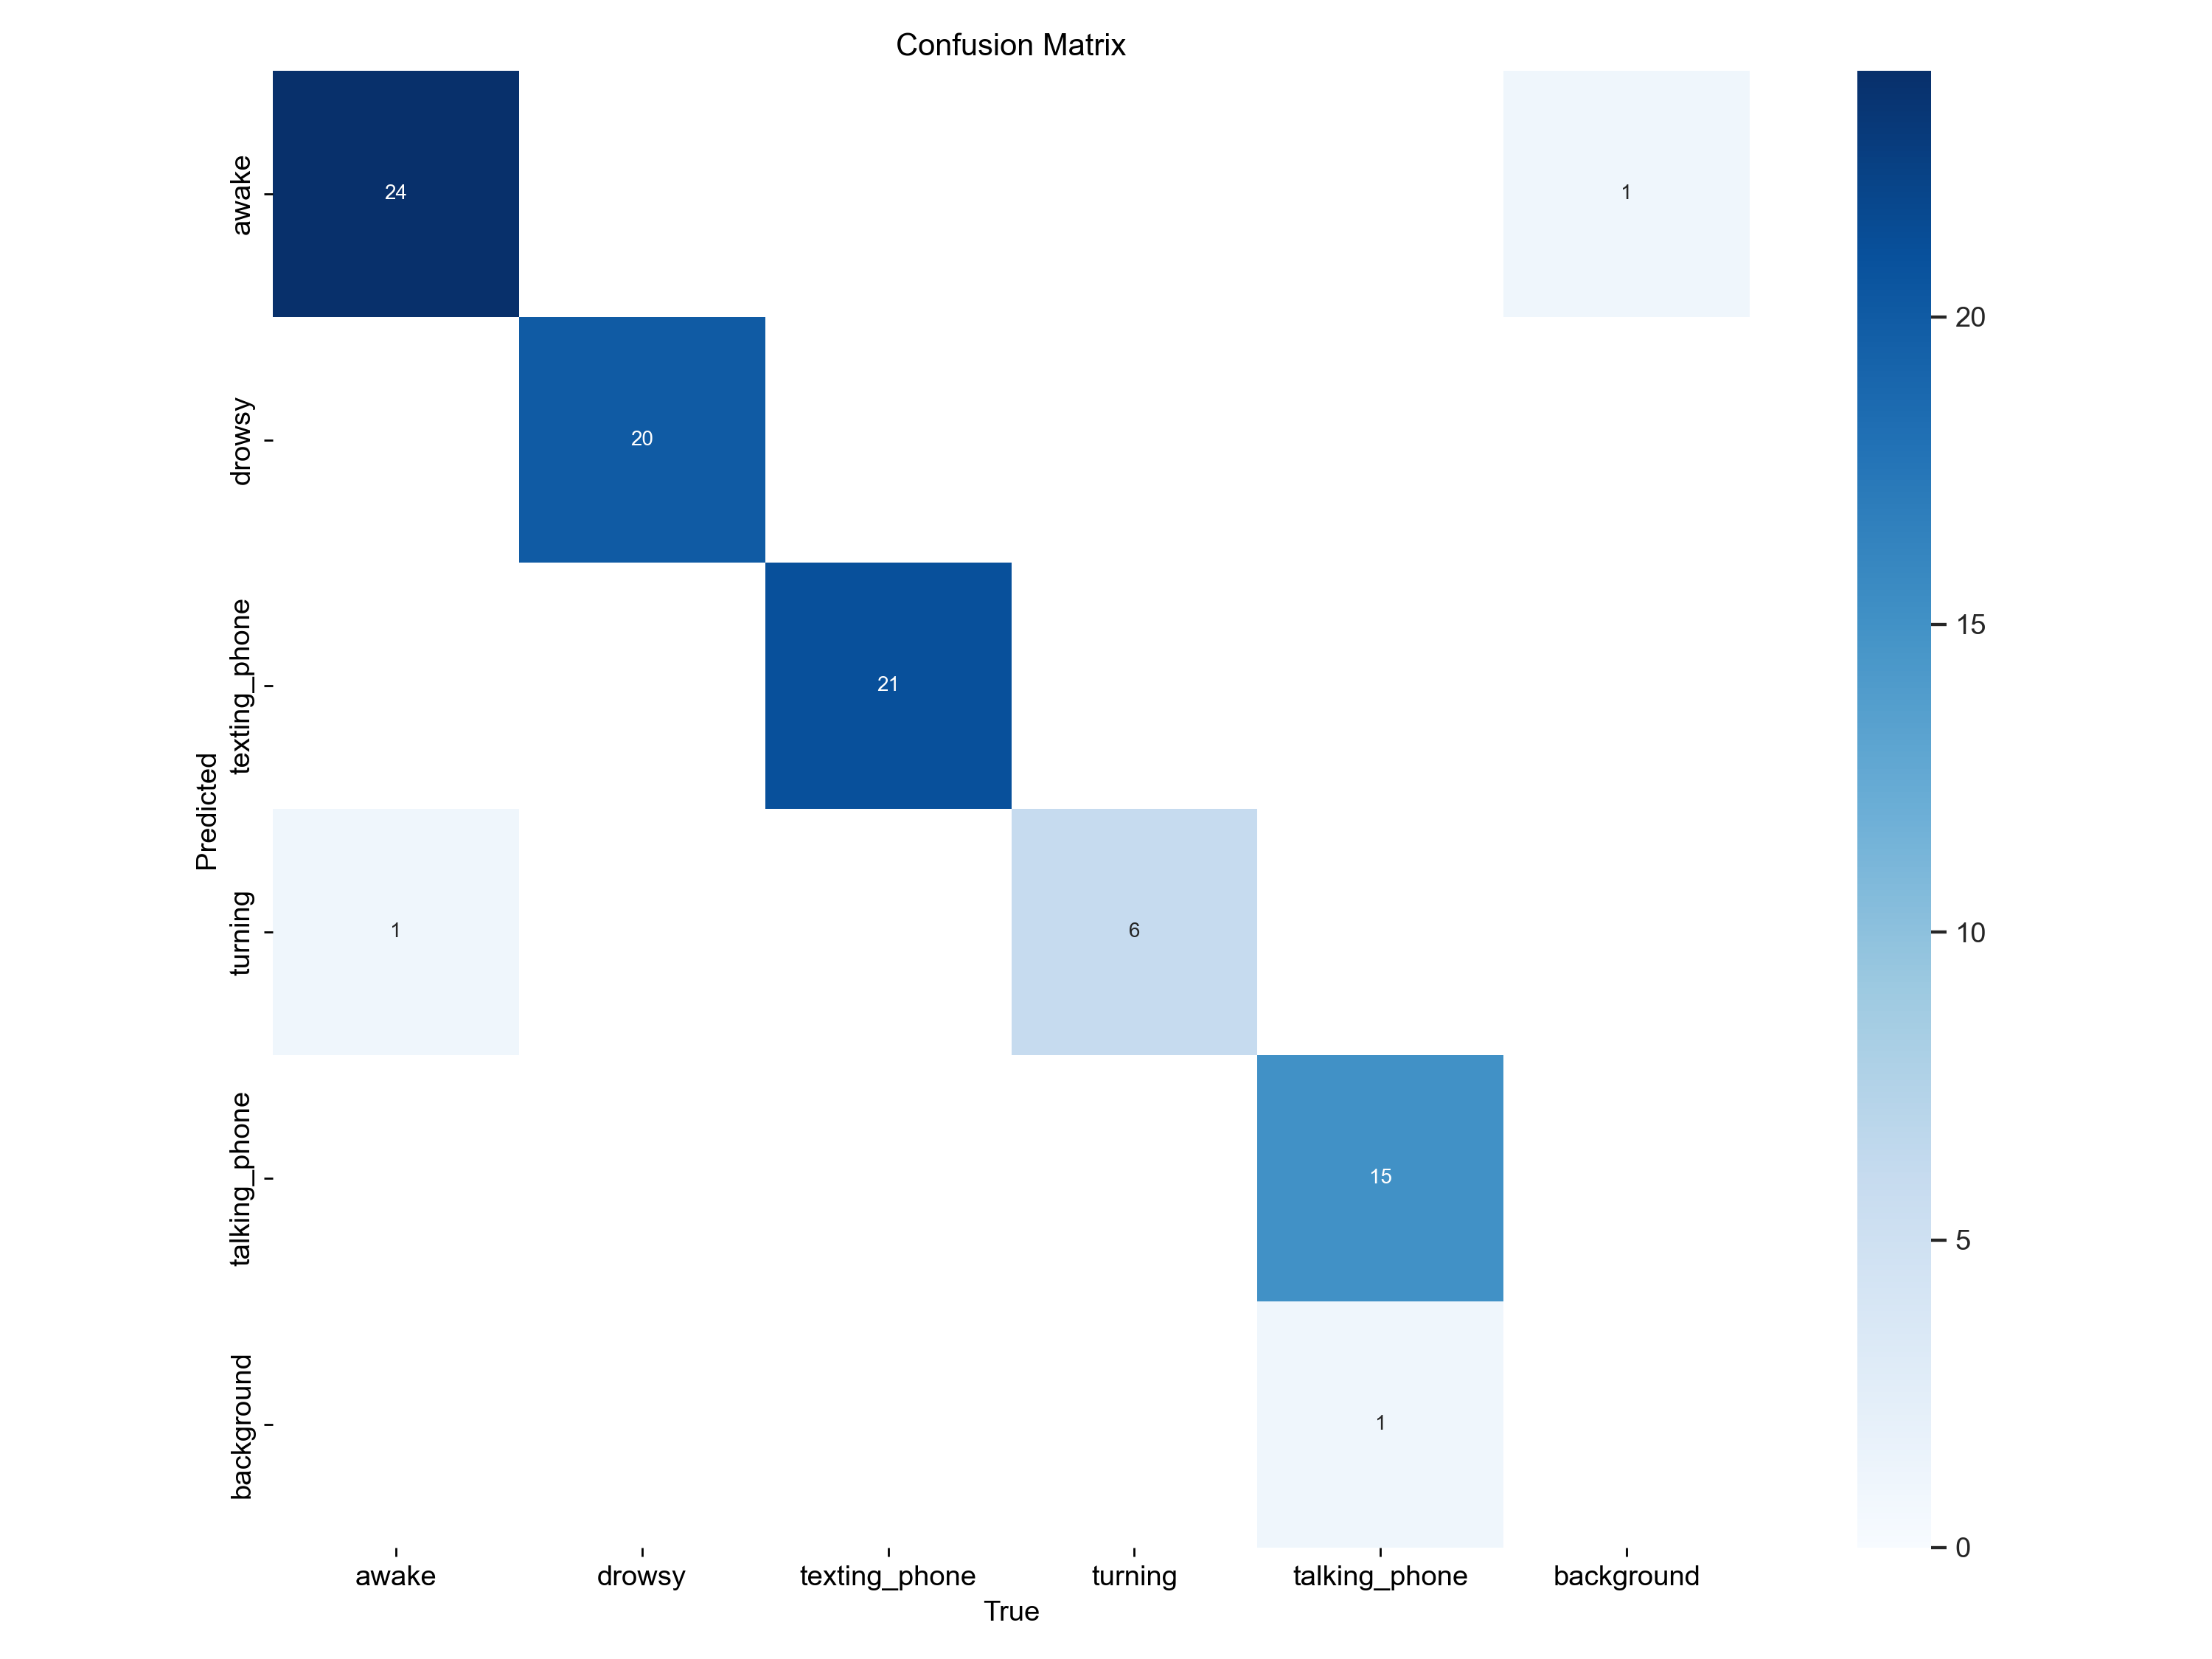 Confusion Matrix
awake
24
1
drowsy
20
20
texting_phone
21
15
Predicted
turning
1
6
10
talking_phone
15
5
background
1
0
awake drowsy texting_phone turning talking_phone background
True